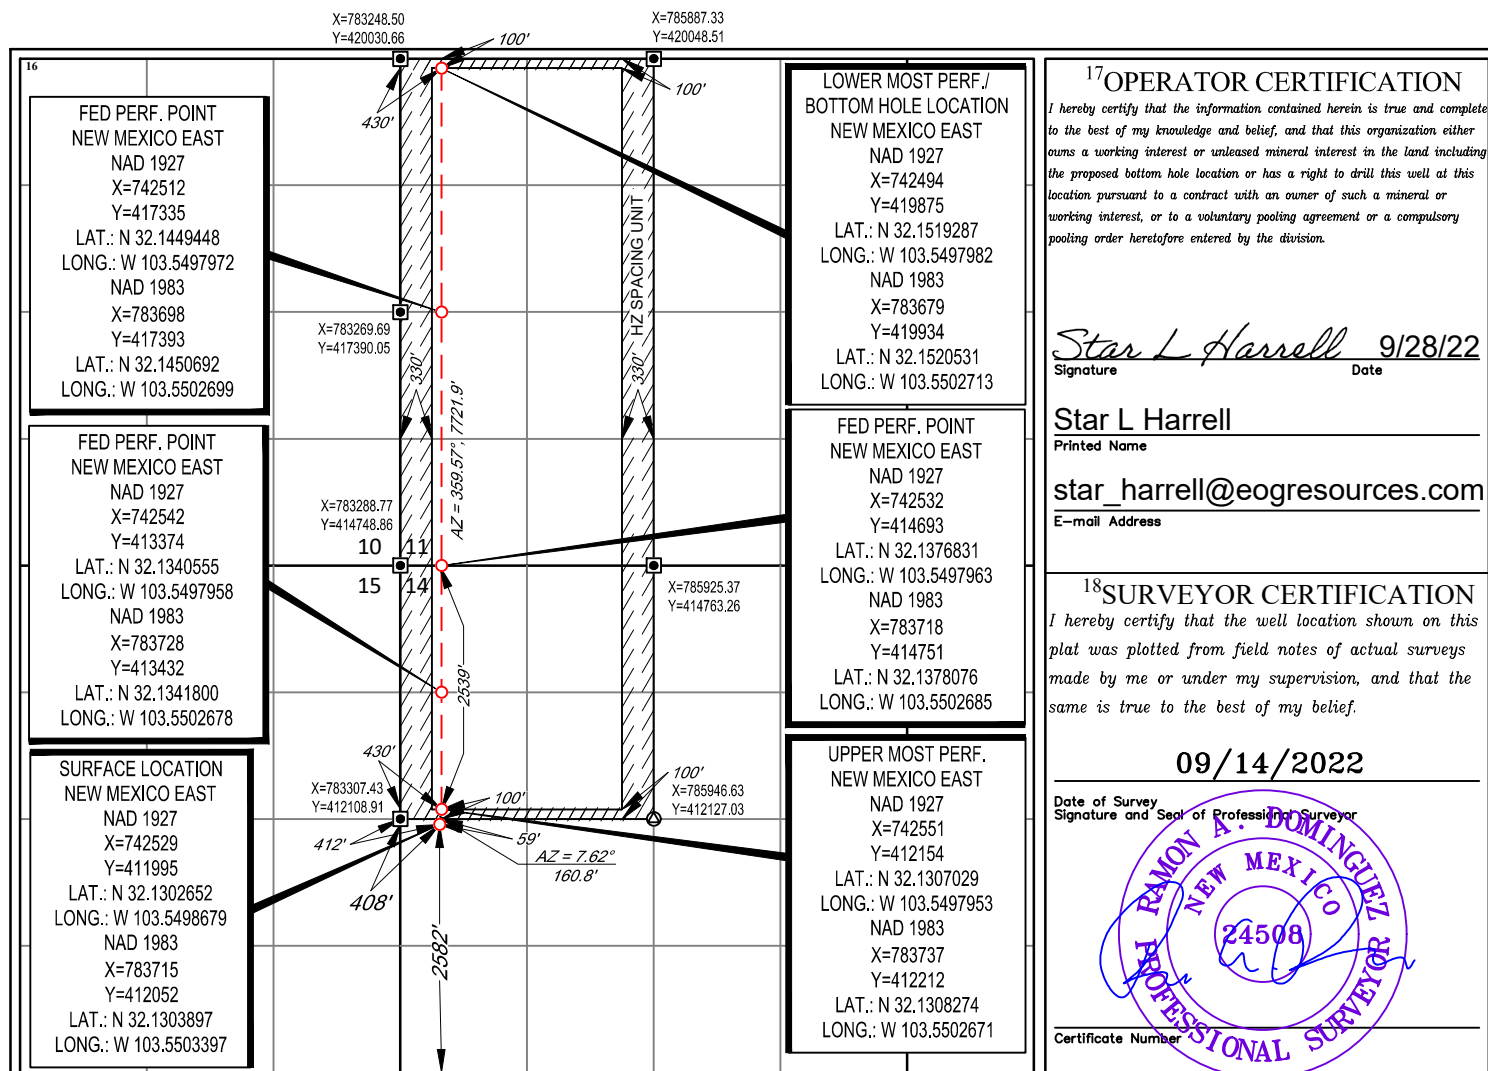 X=783248.50
Y=420030.66
X=785887.33
Y=420048.51
16
100'
100'
430'
FED PERF. POINT
NEW MEXICO EAST
NAD 1927
X=742512
Y=417335
LAT.: N 32.1449448
LONG.: W 103.5497972
NAD 1983
X=783698
Y=417393
LAT.: N 32.1450692
LONG.: W 103.5502699
LOWER MOST PERF./
BOTTOM HOLE LOCATION
NEW MEXICO EAST
NAD 1927
X=742494
Y=419875
LAT.: N 32.1519287
LONG.: W 103.5497982
NAD 1983
X=783679
Y=419934
LAT.: N 32.1520531
LONG.: W 103.5502713
HZ SPACING UNIT
X=783269.69
Y=417390.05
330'
330'
AZ = 359.57°, 7721.9'
FED PERF. POINT
NEW MEXICO EAST
NAD 1927
X=742542
Y=413374
LAT.: N 32.1340555
LONG.: W 103.5497958
NAD 1983
X=783728
Y=413432
LAT.: N 32.1341800
LONG.: W 103.5502678
FED PERF. POINT
NEW MEXICO EAST
NAD 1927
X=742532
Y=414693
LAT.: N 32.1376831
LONG.: W 103.5497963
NAD 1983
X=783718
Y=414751
LAT.: N 32.1378076
LONG.: W 103.5502685
X=783288.77
Y=414748.86
10 11
15 14
X=785925.37
Y=414763.26
2539'
430'
X=783307.43
Y=412108.91
100'
100'
X=785946.63
Y=412127.03
412'
59'
AZ = 7.62°
160.8'
408'
2582'
SURFACE LOCATION
NEW MEXICO EAST
NAD 1927
X=742529
Y=411995
LAT.: N 32.1302652
LONG.: W 103.5498679
NAD 1983
X=783715
Y=412052
LAT.: N 32.1303897
LONG.: W 103.5503397
UPPER MOST PERF.
NEW MEXICO EAST
NAD 1927
X=742551
Y=412154
LAT.: N 32.1307029
LONG.: W 103.5497953
NAD 1983
X=783737
Y=412212
LAT.: N 32.1308274
LONG.: W 103.5502671
17 OPERATOR CERTIFICATION
I hereby certify that the information contained herein is true and complete
to the best of my knowledge and belief, and that this organization either
owns a working interest or unleased mineral interest in the land including
the proposed bottom hole location or has a right to drill this well at this
location pursuant to a contract with an owner of such a mineral or
working interest, or to a voluntary pooling agreement or a compulsory
pooling order heretofore entered by the division.
Star L Harrell 9/28/22
Signature Date
Star L Harrell
Printed Name
star_harrell@eogresources.com
E-mail Address
18 SURVEYOR CERTIFICATION
I hereby certify that the well location shown on this
plat was plotted from field notes of actual surveys
made by me or under my supervision, and that the
same is true to the best of my belief.
09/14/2022
Date of Survey
Signature and Seal of Professional Surveyor
RAMON A. DOMINGUEZ
NEW MEXICO
24508
PROFESSIONAL SURVEYOR
Certificate Number